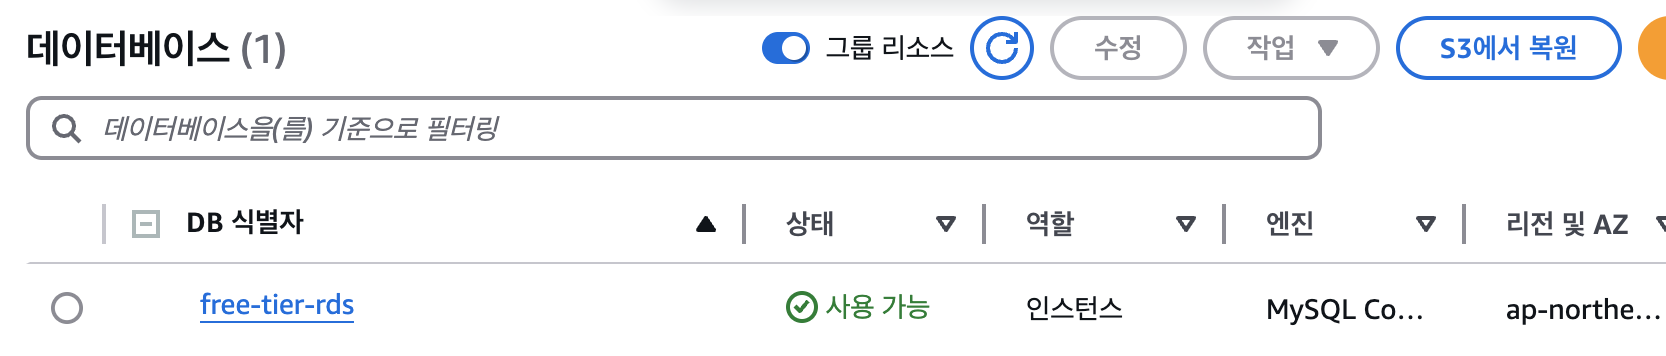 데이터베이스 (1) 그룹 리소스 수정 작업 S3에서 복원
데이터베이스을(를) 기준으로 필터링
DB 식별자 상태 역할 엔진 리전 및 AZ
free-tier-rds 사용 가능 인스턴스 MySQL Co... ap-northe...